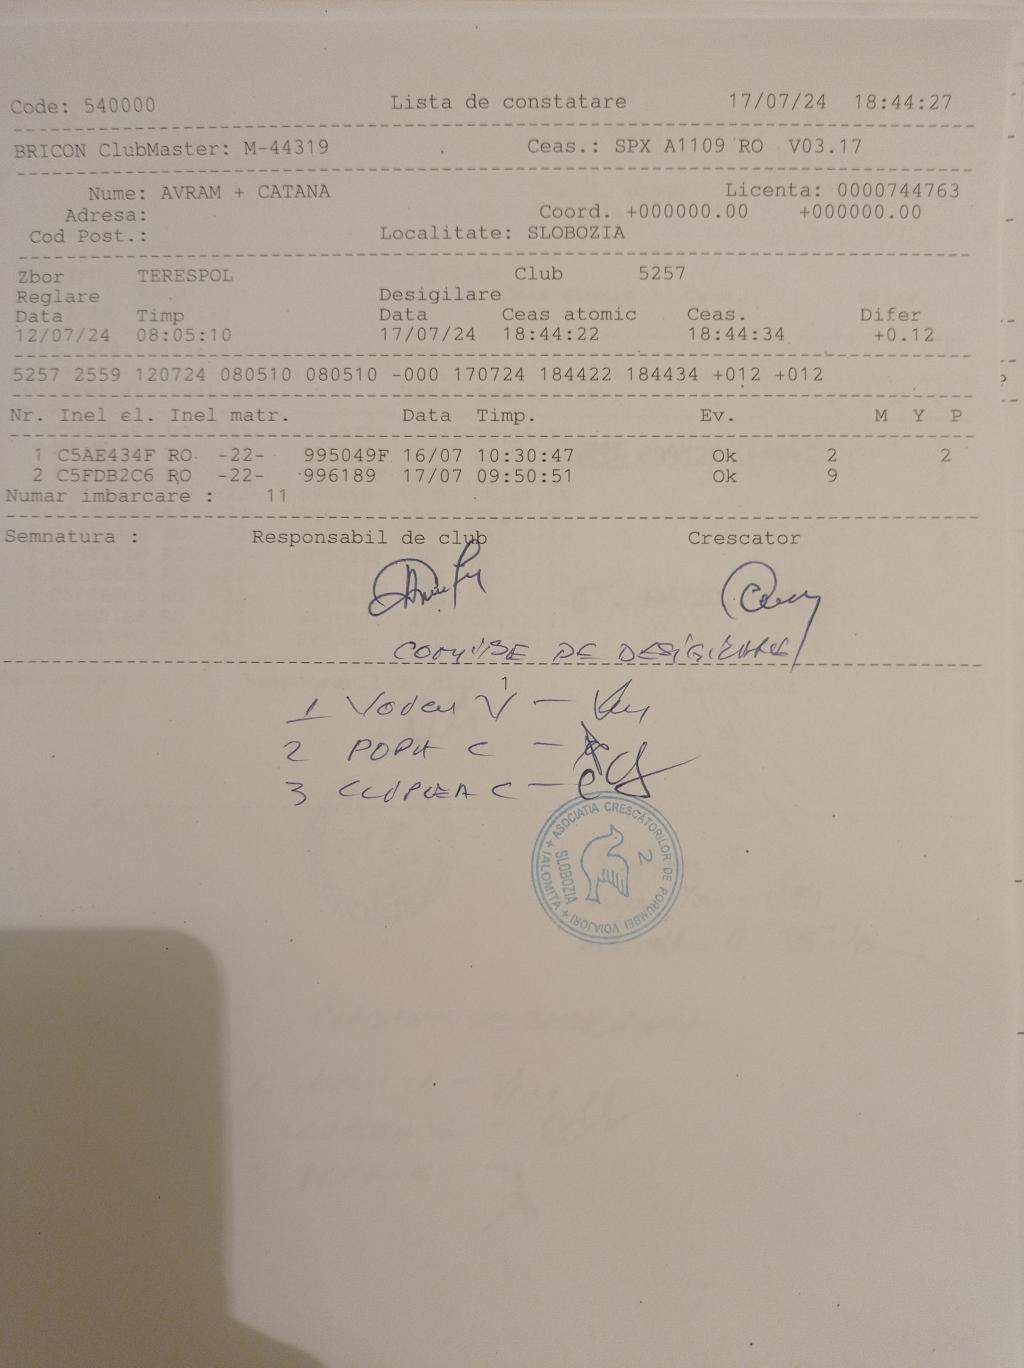 Code: 540000 Lista de constatare 17/07/24 18:44:27
BRICON ClubMaster: M-44319 Ceas.: SPX A1109 RO V03.17
Nume: AVRAM + CATANA Licenta: 0000744763
Adresa: Coord. +000000.00 +000000.00
Cod Post.: Localitate: SLOBOZIA
Zbor TERESPOL Club 5257
Reglare Desigilare
Data Timp Data Ceas atomic Ceas. Difer
12/07/24 08:05:10 17/07/24 18:44:22 18:44:34 +0.12
5257 2559 120724 080510 080510 -000 170724 184422 184434 +012 +012
Nr. Inel el. Inel matr. Data Timp. Ev. M Y P
1 C5AE434F RO -22- 995049F 16/07 10:30:47 Ok 2 2
2 C5FDB2C6 RO -22- 996189 17/07 09:50:51 Ok 9
Numar imbarcare : 11
Semnatura : Responsabil de club Crescator
DE DESIGILARE
1
1 Voden V —
2 POPA C —
3 C —
ASOCIATIA CRESCATORILOR DE PORUMBEI VOIAJORI + IALOMITA +
SLOBOZIA
2